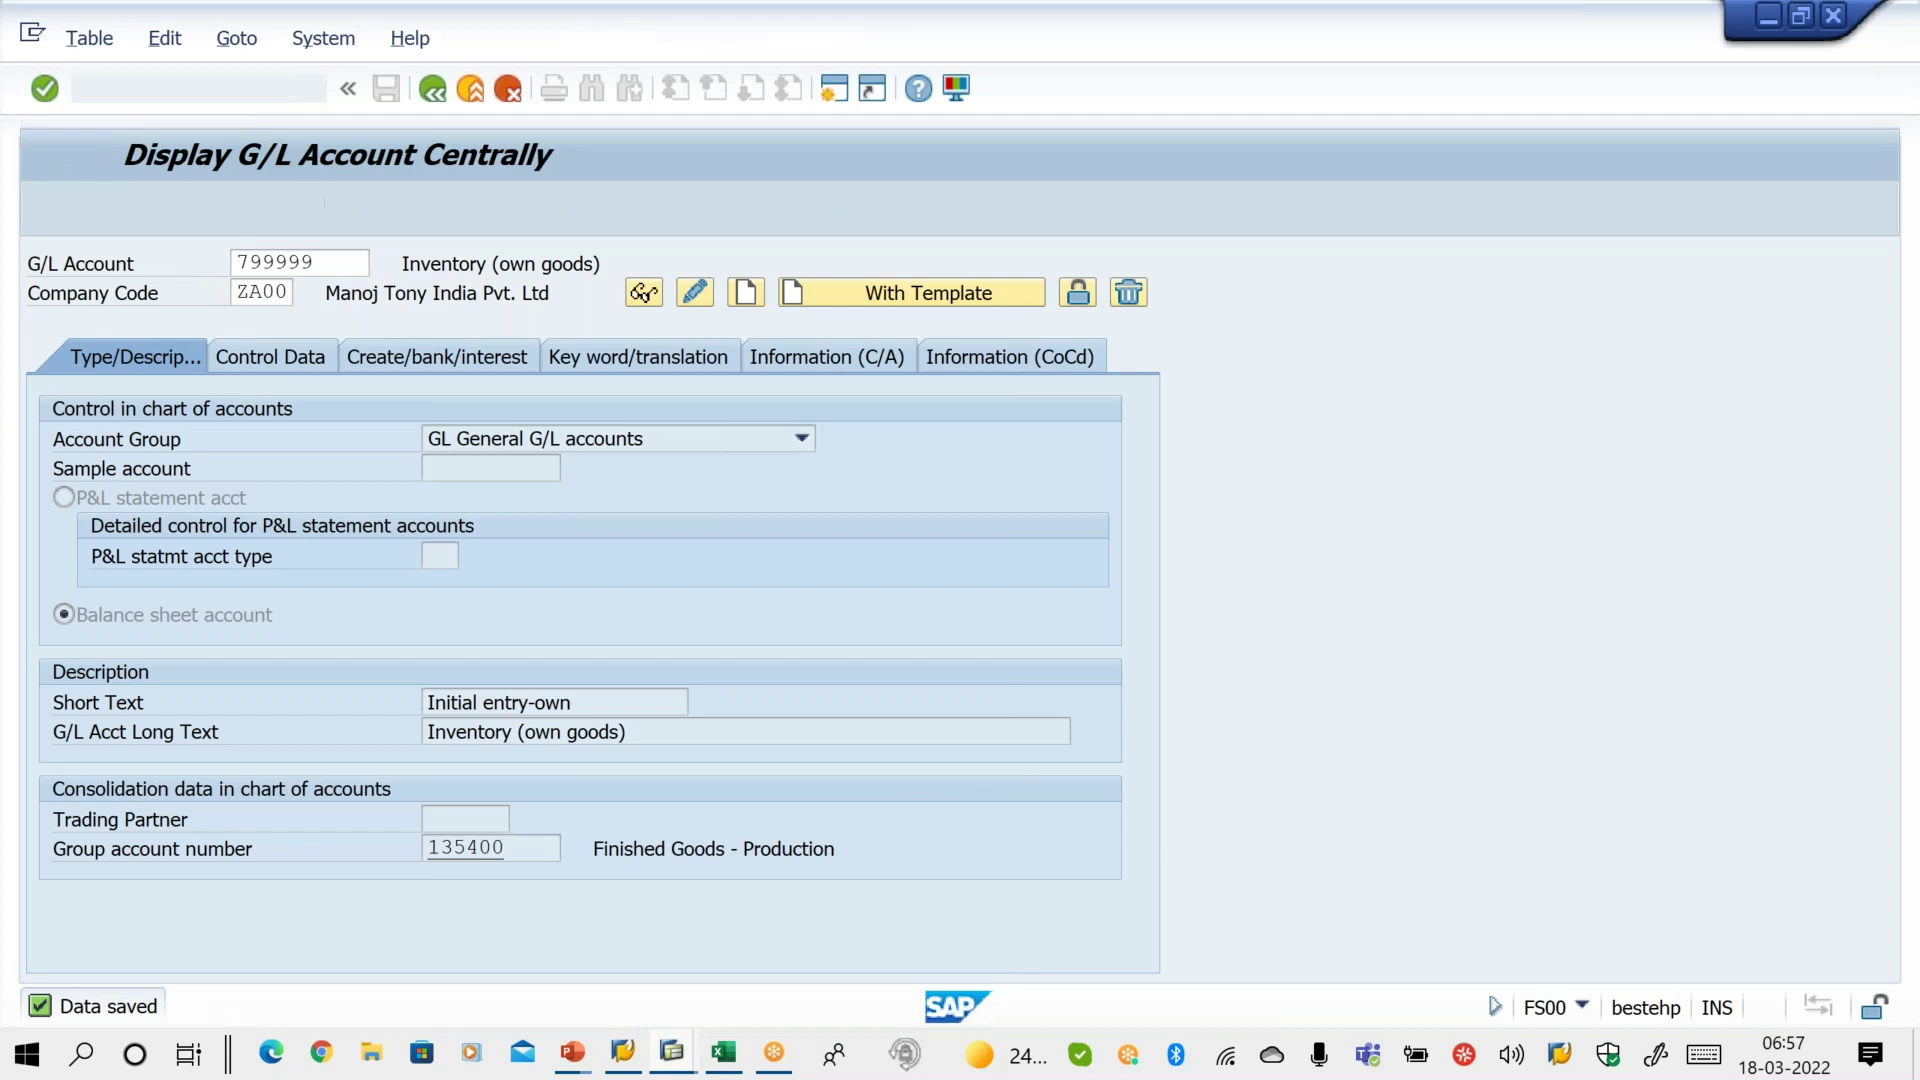 Table Edit Goto System Help
Display G/L Account Centrally
G/L Account 799999 Inventory (own goods)
Company Code ZA00 Manoj Tony India Pvt. Ltd With Template
Type/Descrip... Control Data Create/bank/interest Key word/translation Information (C/A) Information (CoCd)
Control in chart of accounts
Account Group GL General G/L accounts
Sample account
P&L statement acct
Detailed control for P&L statement accounts
P&L statmt acct type
Balance sheet account
Description
Short Text Initial entry-own
G/L Acct Long Text Inventory (own goods)
Consolidation data in chart of accounts
Trading Partner
Group account number 135400 Finished Goods - Production
Data saved SAP FS00 bestehp INS
24... 06:57
18-03-2022